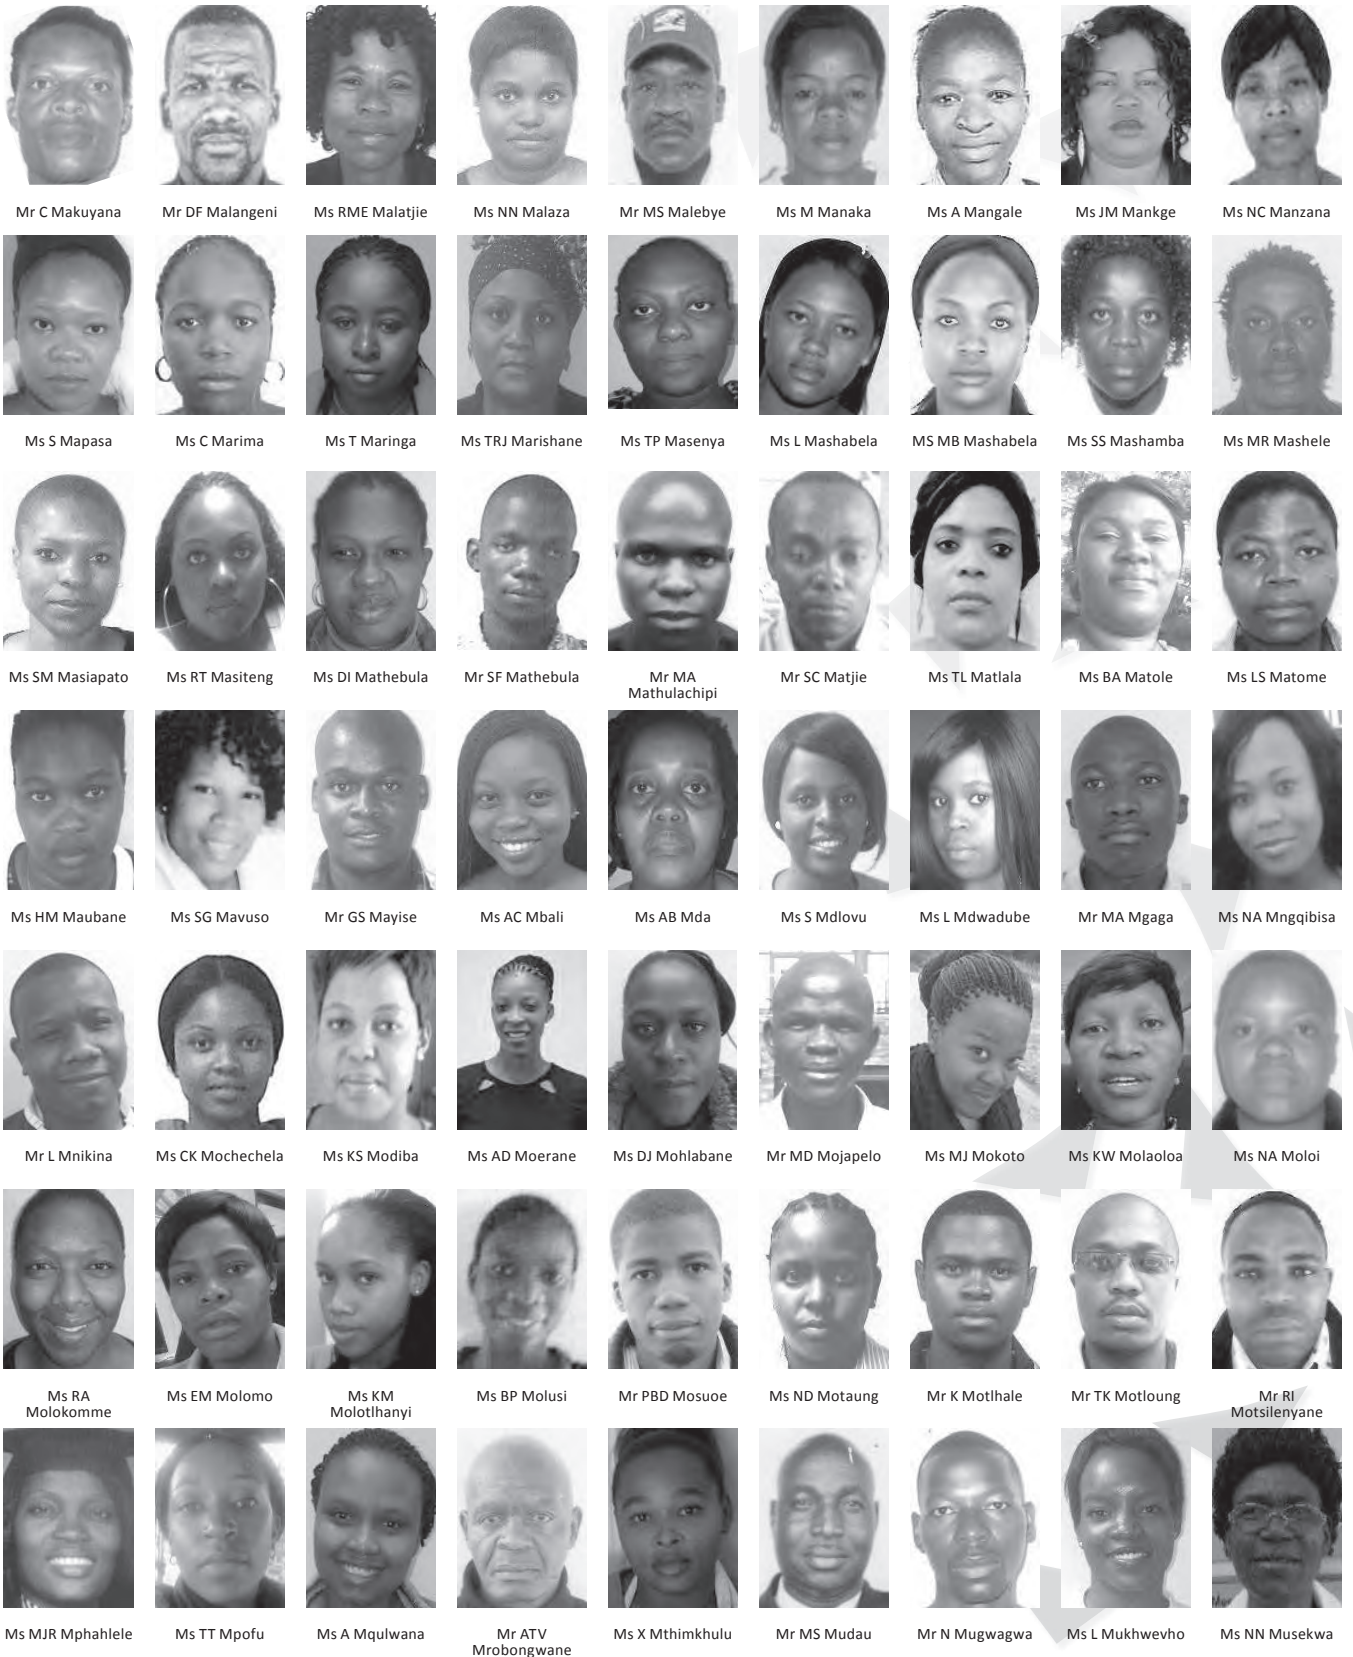 Mr C Makuyana
Mr DF Malangeni
Ms RME Malatjie
Ms NN Malaza
Mr MS Malebye
Ms M Manaka
Ms A Mangale
Ms JM Mankge
Ms NC Manzana
Ms S Mapasa
Ms C Marima
Ms T Maringa
Ms TRJ Marishane
Ms TP Masenya
Ms L Mashabela
MS MB Mashabela
Ms SS Mashamba
Ms MR Mashele
Ms SM Masiapato
Ms RT Masiteng
Ms DI Mathebula
Mr SF Mathebula
Mr MA
Mathulachipi
Mr SC Matjie
Ms TL Matlala
Ms BA Matole
Ms LS Matome
Ms HM Maubane
Ms SG Mavuso
Mr GS Mayise
Ms AC Mbali
Ms AB Mda
Ms S Mdlovu
Ms L Mdwadube
Mr MA Mgaga
Ms NA Mngqibisa
Mr L Mnikina
Ms CK Mochechela
Ms KS Modiba
Ms AD Moerane
Ms DJ Mohlabane
Mr MD Mojapelo
Ms MJ Mokoto
Ms KW Molaoloa
Ms NA Moloi
Ms RA
Molokomme
Ms EM Molomo
Ms KM
Molotlhanyi
Ms BP Molusi
Mr PBD Mosuoe
Ms ND Motaung
Mr K Motlhale
Mr TK Motloung
Mr RI
Motsilenyane
Ms MJR Mphahlele
Ms TT Mpofu
Ms A Mqulwana
Mr ATV
Mrobongwane
Ms X Mthimkhulu
Mr MS Mudau
Mr N Mugwagwa
Ms L Mukhwevho
Ms NN Musekwa